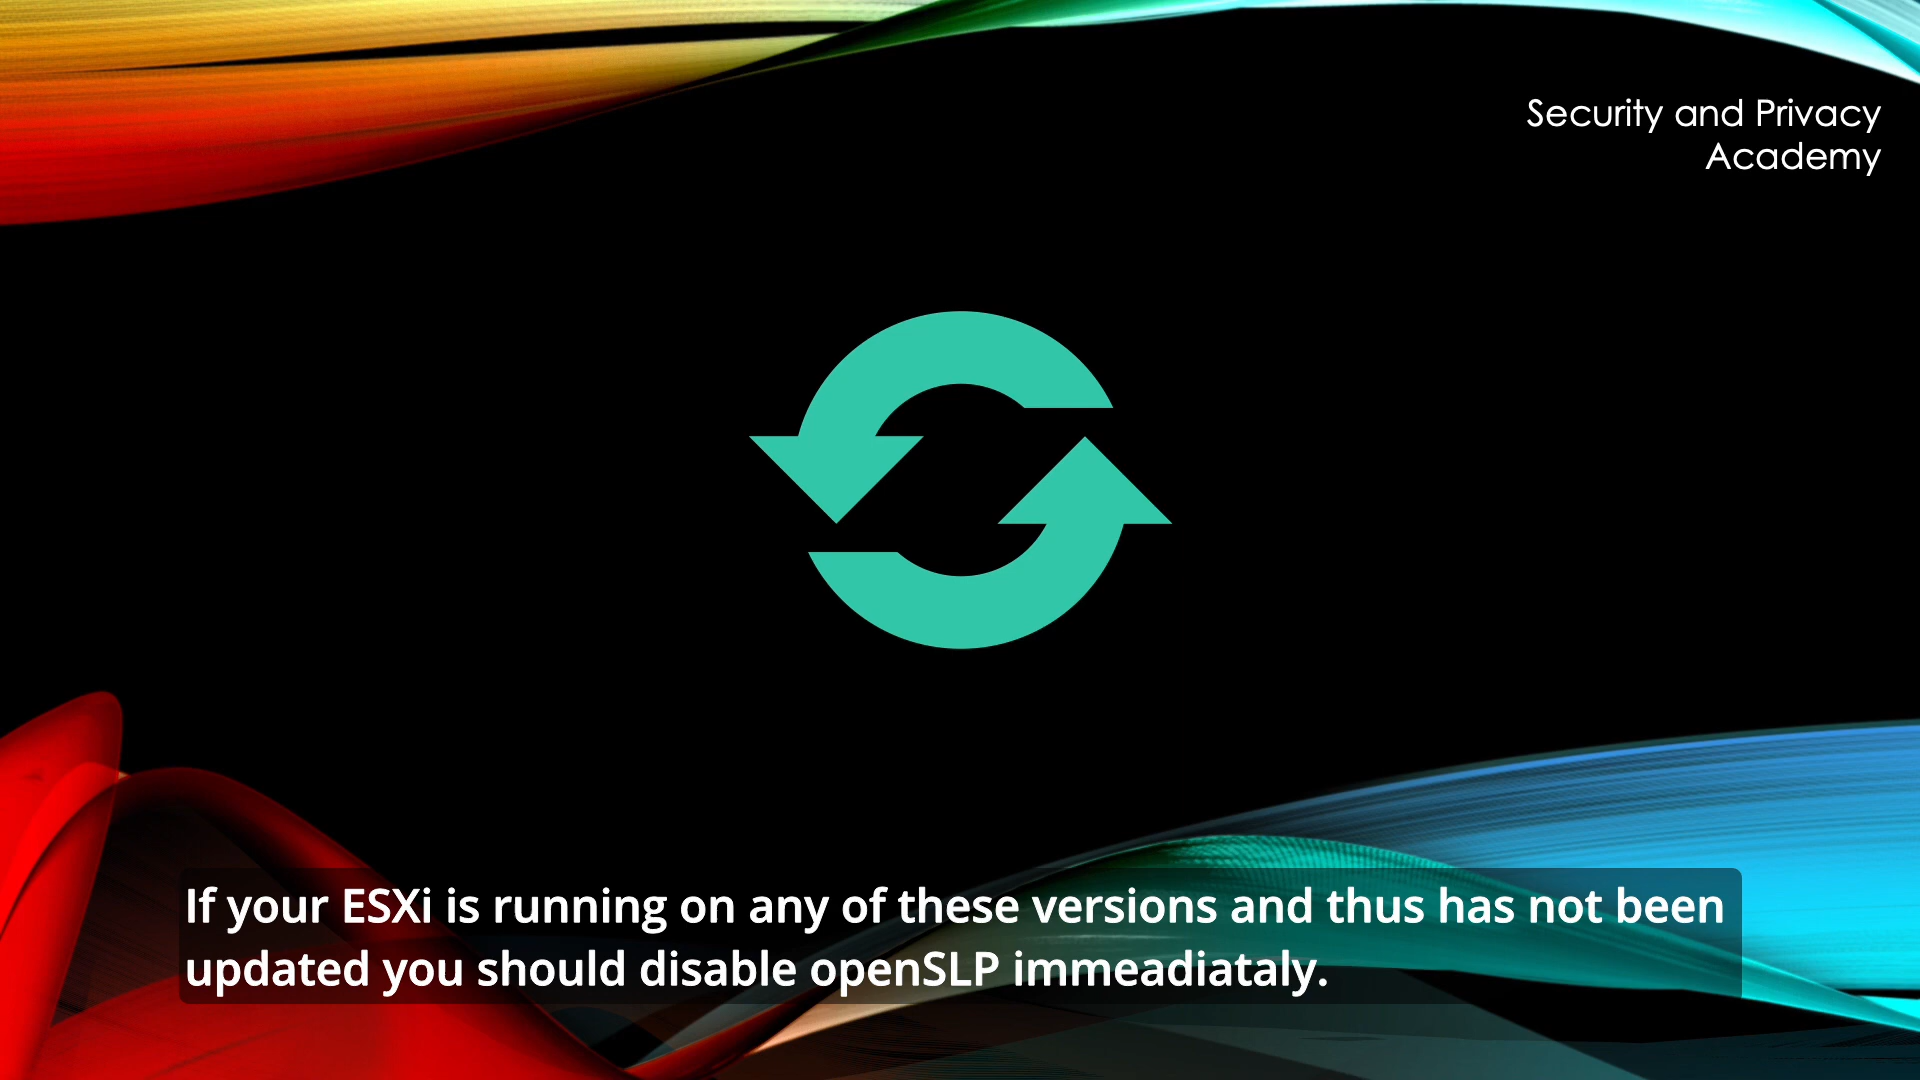 Security and Privacy
Academy
If your ESXi is running on any of these versions and thus has not been
updated you should disable openSLP immeadiataly.